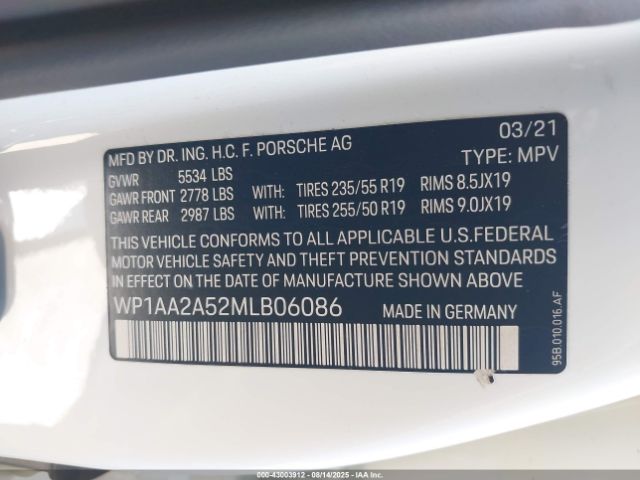 MFD BY DR. ING. H.C. F. PORSCHE AG 03/21
GVWR 5534 LBS TYPE: MPV
GAWR FRONT 2778 LBS WITH: TIRES 235/55 R19 RIMS 8.5JX19
GAWR REAR 2987 LBS WITH: TIRES 255/50 R19 RIMS 9.0JX19
THIS VEHICLE CONFORMS TO ALL APPLICABLE U.S.FEDERAL
MOTOR VEHICLE SAFETY AND THEFT PREVENTION STANDARDS
IN EFFECT ON THE DATE OF MANUFACTURE SHOWN ABOVE
WP1AA2A52MLB06086 MADE IN GERMANY
95B.010.016.AF
000-43003912 - 08/14/2025 - IAA